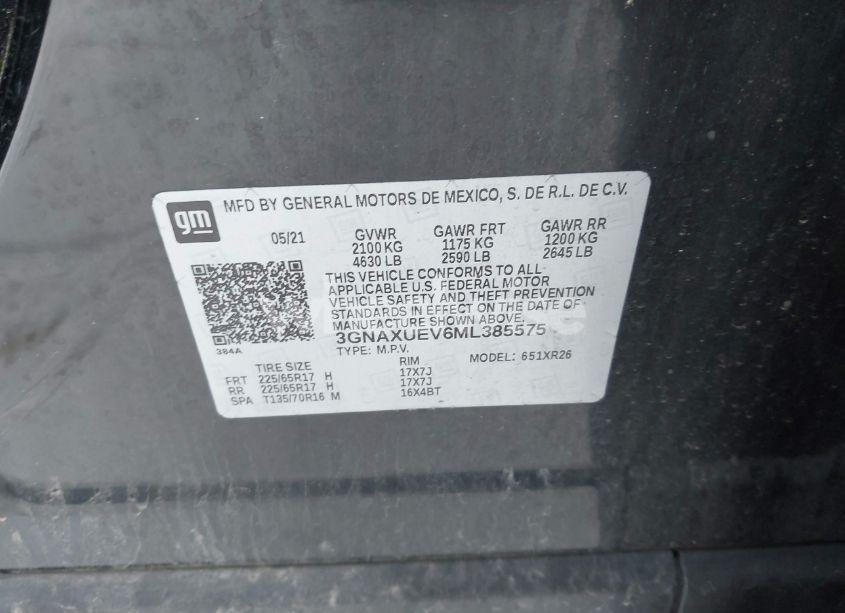 gm
MFD BY GENERAL MOTORS DE MEXICO, S. DE R.L. DE C.V.
05/21 GVWR GAWR FRT GAWR RR
2100 KG 1175 KG 1200 KG
4630 LB 2590 LB 2645 LB
THIS VEHICLE CONFORMS TO ALL
APPLICABLE U.S. FEDERAL MOTOR
VEHICLE SAFETY AND THEFT PREVENTION
STANDARDS IN EFFECT ON THE DATE OF
MANUFACTURE SHOWN ABOVE.
3GNAXUEV6ML385575
384A
TYPE: M.P.V. MODEL: 651XR26
TIRE SIZE RIM
FRT 225/65R17 H 17X7J
RR 225/65R17 H 17X7J
SPA T135/70R16 M 16X4BT